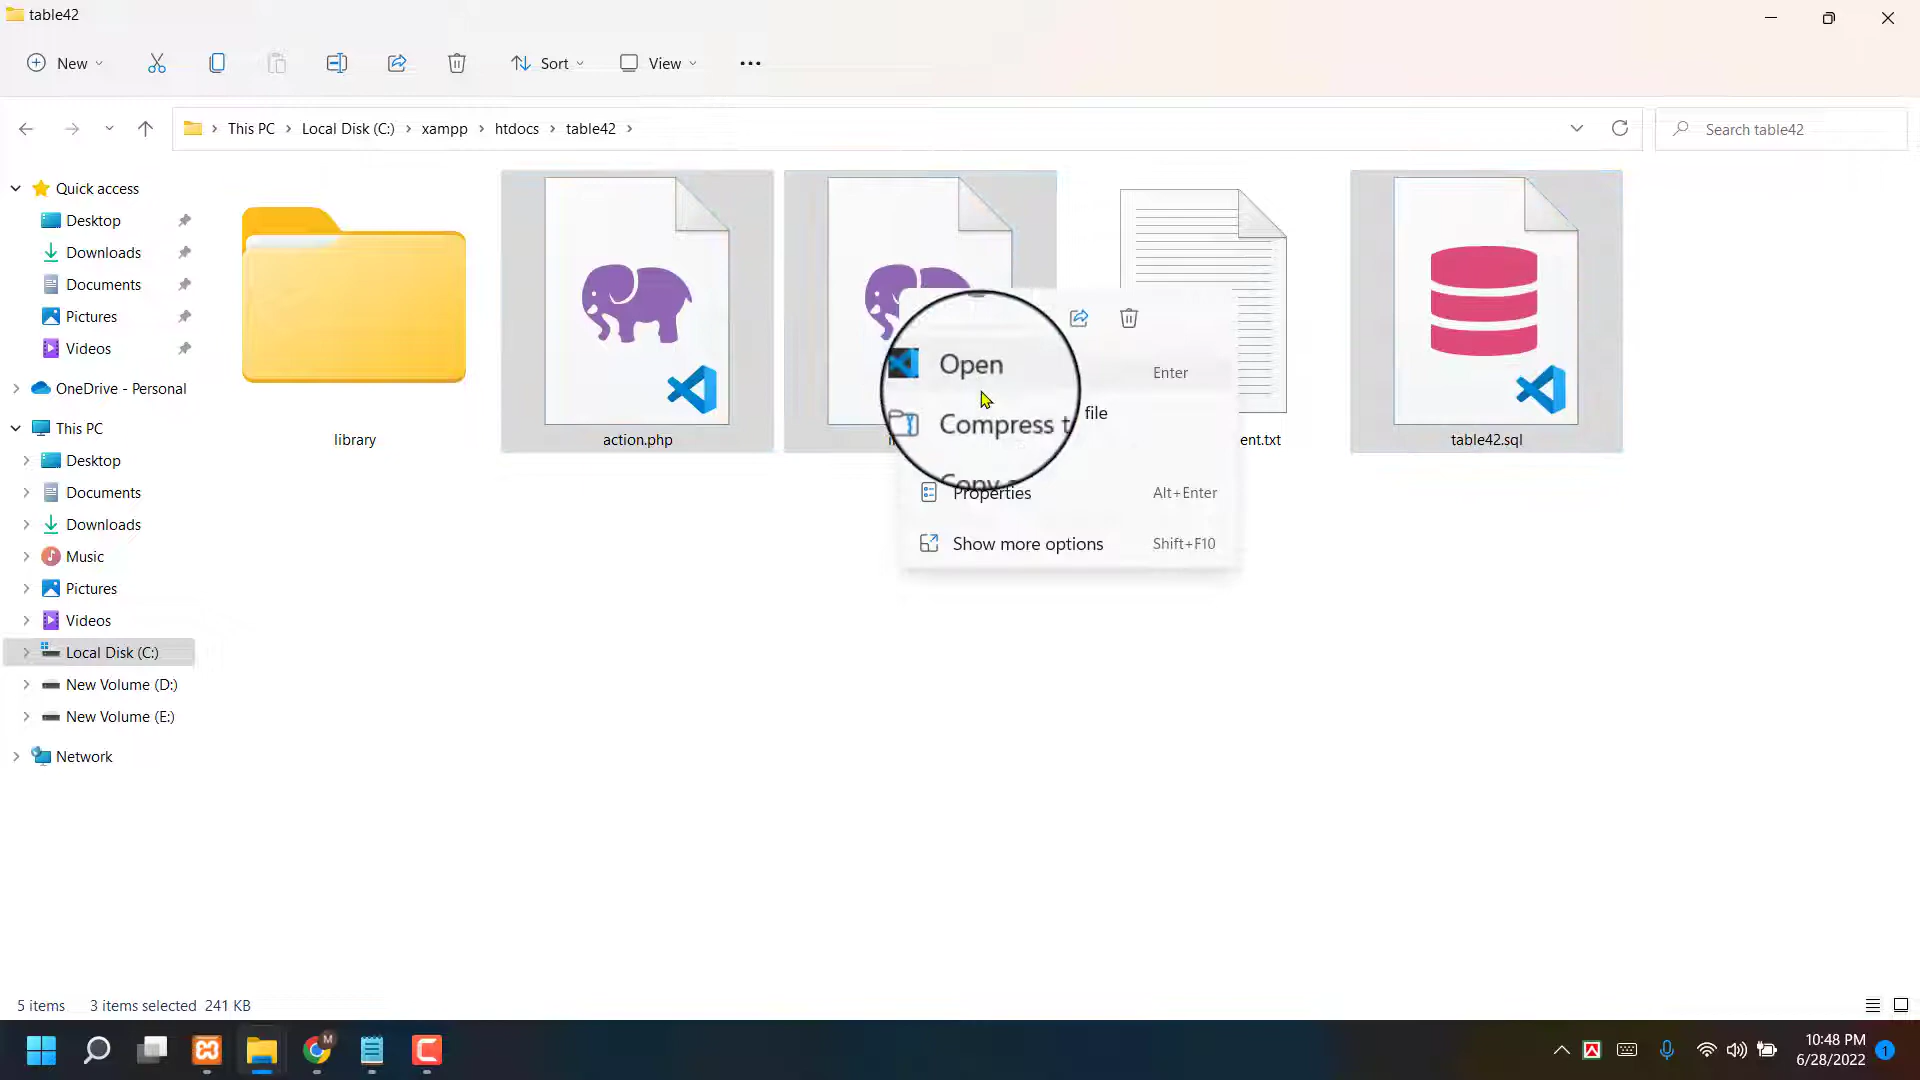 table42
New
Sort
View
This PC
Local Disk (C:)
xampp
htdocs
table42
Search table42
Quick access
Desktop
Downloads
Documents
Pictures
Videos
OneDrive - Personal
This PC
Desktop
Documents
Downloads
Music
Pictures
Videos
Local Disk (C:)
New Volume (D:)
New Volume (E:)
Network
library
action.php
ent.txt
table42.sql
Open
Enter
Compress t
file
Copy
Properties
Alt+Enter
Show more options
Shift+F10
5 items
3 items selected 241 KB
M
10:48 PM
6/28/2022
1